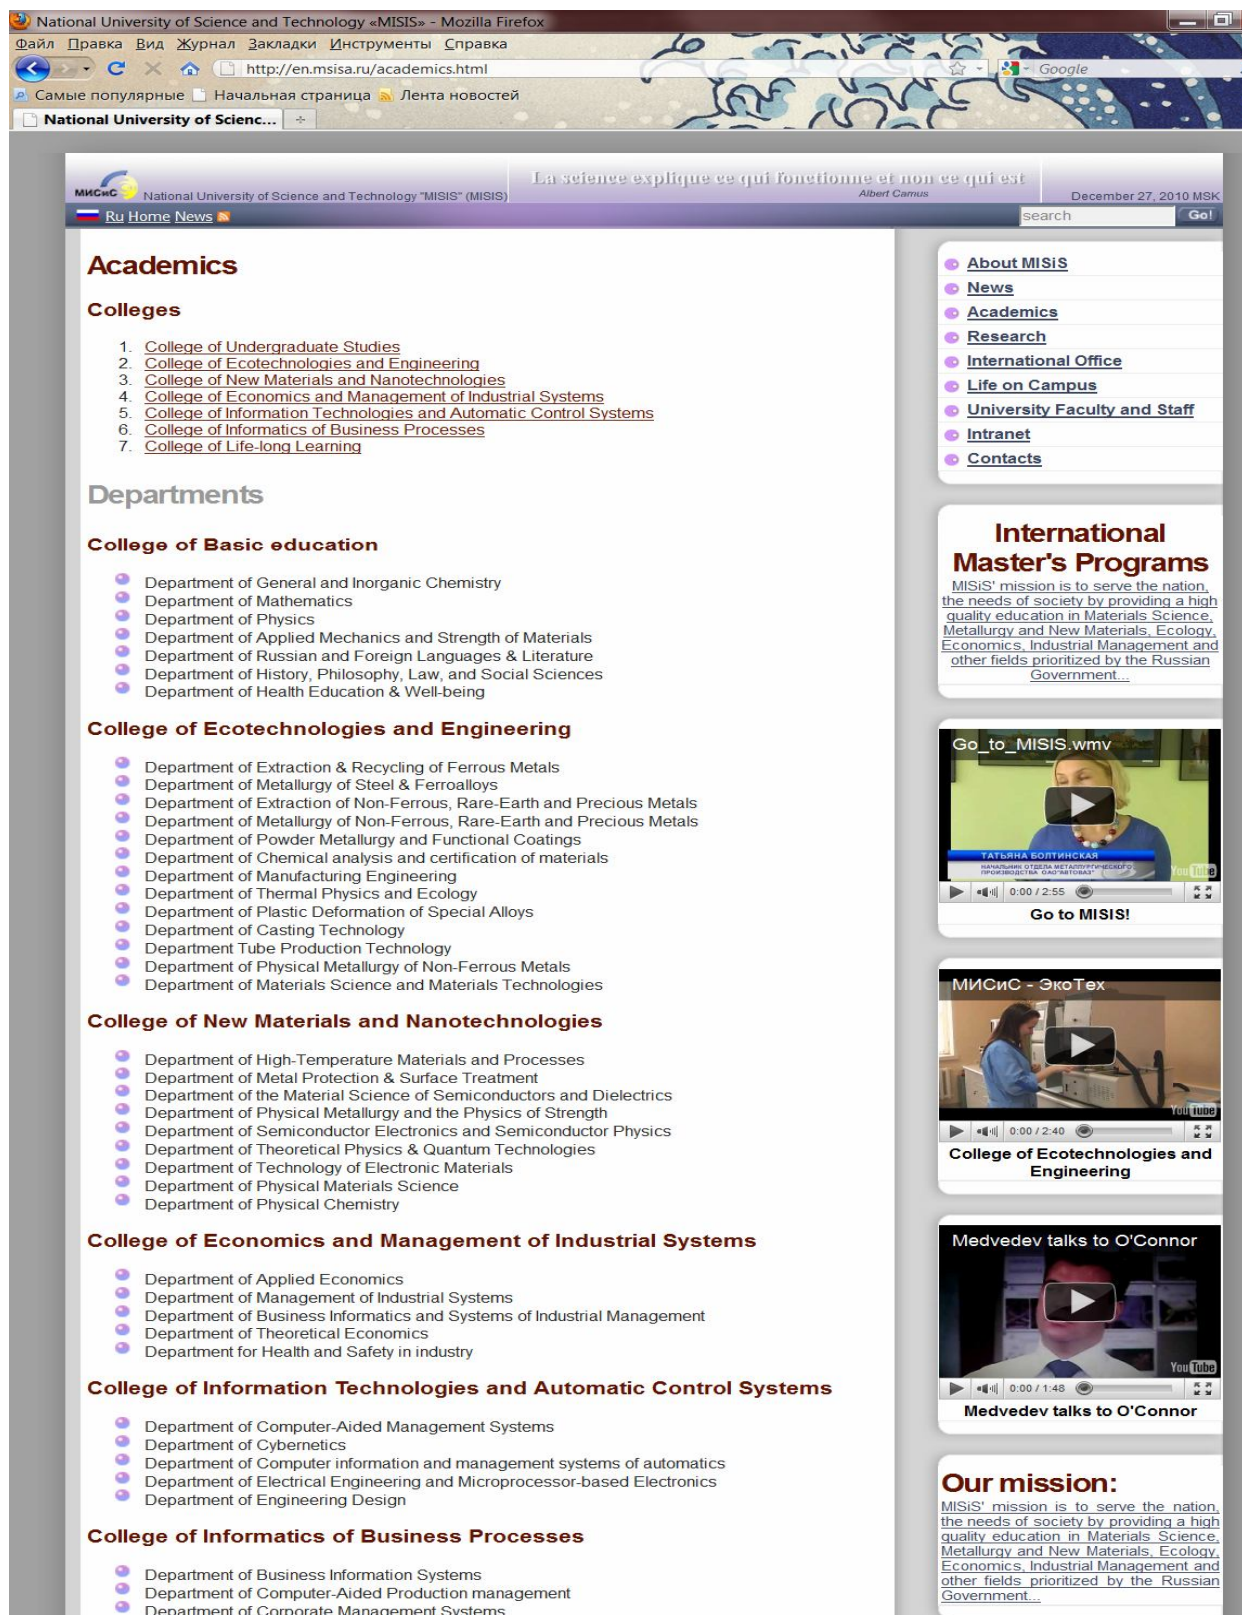 National University of Science and Technology «MISIS» - Mozilla Firefox
Файл Правка Вид Журнал Закладки Инструменты Справка
http://en.msisa.ru/academics.html
Google
Самые популярные Начальная страница Лента новостей
National University of Scienc...
La science explique ce qui fonctionne et non ce qui est
Albert Camus
МИСиС National University of Science and Technology "MISIS" (MISIS)
December 27, 2010 MSK
Ru Home News
search Go!
Academics
Colleges
1. College of Undergraduate Studies
2. College of Ecotechnologies and Engineering
3. College of New Materials and Nanotechnologies
4. College of Economics and Management of Industrial Systems
5. College of Information Technologies and Automatic Control Systems
6. College of Informatics of Business Processes
7. College of Life-long Learning
Departments
College of Basic education
Department of General and Inorganic Chemistry
Department of Mathematics
Department of Physics
Department of Applied Mechanics and Strength of Materials
Department of Russian and Foreign Languages & Literature
Department of History, Philosophy, Law, and Social Sciences
Department of Health Education & Well-being
College of Ecotechnologies and Engineering
Department of Extraction & Recycling of Ferrous Metals
Department of Metallurgy of Steel & Ferroalloys
Department of Extraction of Non-Ferrous, Rare-Earth and Precious Metals
Department of Metallurgy of Non-Ferrous, Rare-Earth and Precious Metals
Department of Powder Metallurgy and Functional Coatings
Department of Chemical analysis and certification of materials
Department of Manufacturing Engineering
Department of Thermal Physics and Ecology
Department of Plastic Deformation of Special Alloys
Department of Casting Technology
Department Tube Production Technology
Department of Physical Metallurgy of Non-Ferrous Metals
Department of Materials Science and Materials Technologies
College of New Materials and Nanotechnologies
Department of High-Temperature Materials and Processes
Department of Metal Protection & Surface Treatment
Department of the Material Science of Semiconductors and Dielectrics
Department of Physical Metallurgy and the Physics of Strength
Department of Semiconductor Electronics and Semiconductor Physics
Department of Theoretical Physics & Quantum Technologies
Department of Technology of Electronic Materials
Department of Physical Materials Science
Department of Physical Chemistry
College of Economics and Management of Industrial Systems
Department of Applied Economics
Department of Management of Industrial Systems
Department of Business Informatics and Systems of Industrial Management
Department of Theoretical Economics
Department for Health and Safety in industry
College of Information Technologies and Automatic Control Systems
Department of Computer-Aided Management Systems
Department of Cybernetics
Department of Computer information and management systems of automatics
Department of Electrical Engineering and Microprocessor-based Electronics
Department of Engineering Design
College of Informatics of Business Processes
Department of Business Information Systems
Department of Computer-Aided Production management
Department of Corporate Management Systems
About MISiS
News
Academics
Research
International Office
Life on Campus
University Faculty and Staff
Intranet
Contacts
International
Master's Programs
MISiS' mission is to serve the nation,
the needs of society by providing a high
quality education in Materials Science,
Metallurgy and New Materials, Ecology,
Economics, Industrial Management and
other fields prioritized by the Russian
Government...
Go_to_MISIS.wmv
ТАТЬЯНА БОЛТИНСКАЯ
НАЧАЛЬНИК ОТДЕЛА МЕТАЛЛУРГИЧЕСКОГО
ПРОИЗВОДСТВА ОАО"АВТОВАЗ"
YouTube
0:00 / 2:55
Go to MISIS!
МИСиС - ЭкоТех
YouTube
0:00 / 2:40
College of Ecotechnologies and
Engineering
Medvedev talks to O'Connor
YouTube
0:00 / 1:48
Medvedev talks to O'Connor
Our mission:
MISiS' mission is to serve the nation,
the needs of society by providing a high
quality education in Materials Science,
Metallurgy and New Materials, Ecology,
Economics, Industrial Management and
other fields prioritized by the Russian
Government...